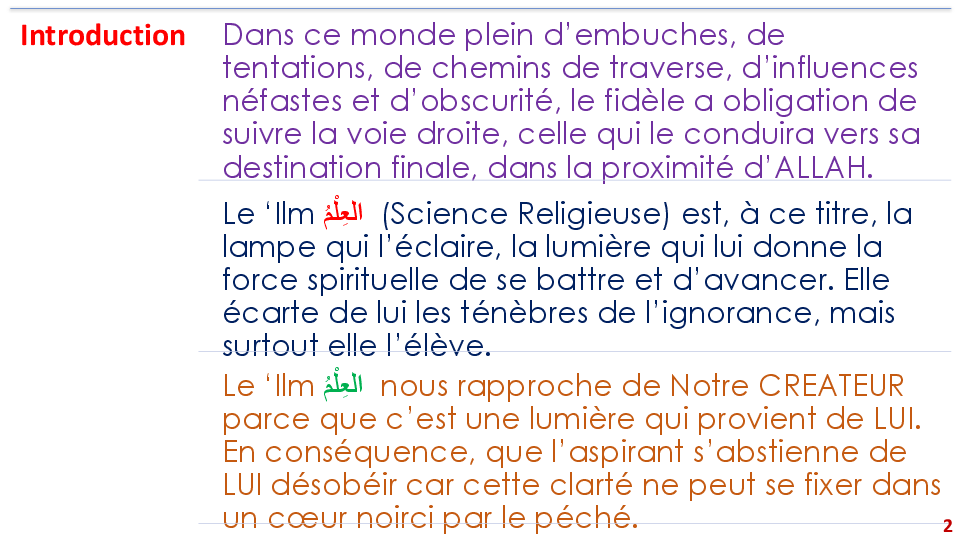 Introduction
Dans ce monde plein d’embuches, de
tentations, de chemins de traverse, d’influences
néfastes et d’obscurité, le fidèle a obligation de
suivre la voie droite, celle qui le conduira vers sa
destination finale, dans la proximité d’ALLAH.
Le ‘Ilm العِلْمُ (Science Religieuse) est, à ce titre, la
lampe qui l’éclaire, la lumière qui lui donne la
force spirituelle de se battre et d’avancer. Elle
écarte de lui les ténèbres de l’ignorance, mais
surtout elle l’élève.
Le ‘Ilm العِلْمُ nous rapproche de Notre CREATEUR
parce que c’est une lumière qui provient de LUI.
En conséquence, que l’aspirant s’abstienne de
LUI désobéir car cette clarté ne peut se fixer dans
un cœur noirci par le péché.
2